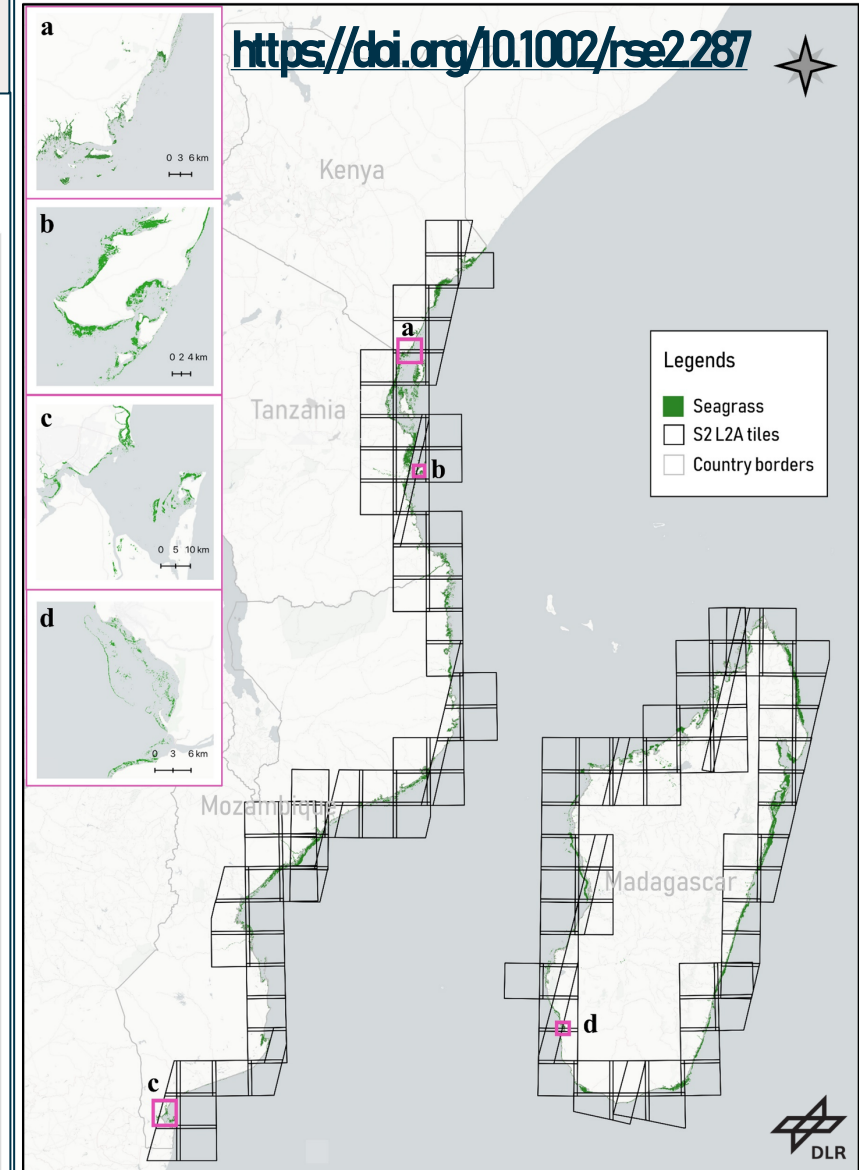 https://doi.org/10.1002/rse2.287
a
0 3 6 km
b
0 2 4 km
c
0 5 10 km
d
0 3 6 km
Kenya
a
Tanzania
b
Legends
Seagrass
S2 L2A tiles
Country borders
Mozambique
Madagascar
d
c
DLR